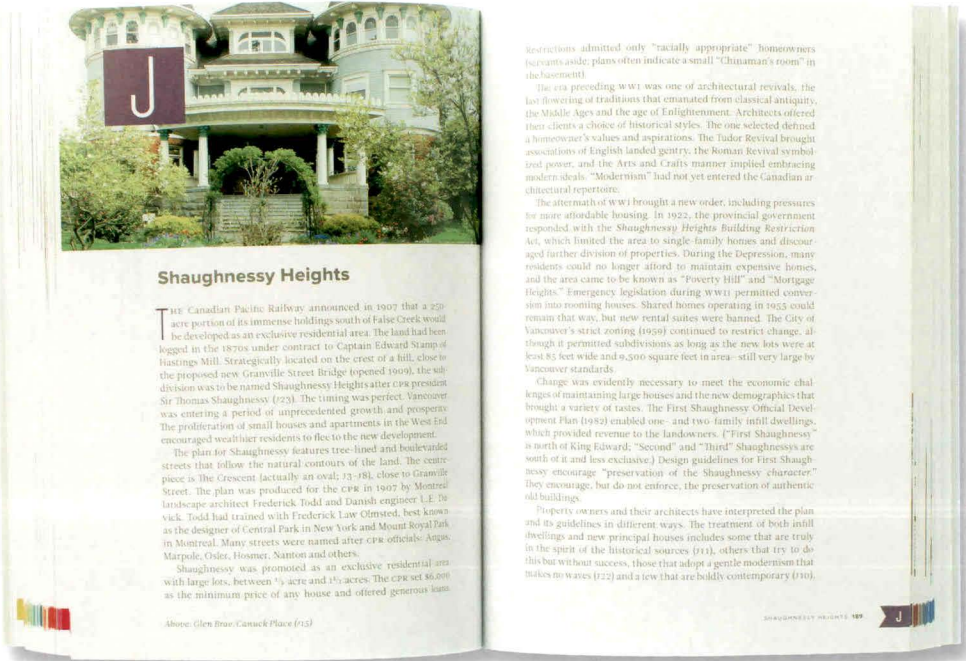 J
Shaughnessy Heights
THE Canadian Pacific Railway announced in 1907 that a 250-
acre portion of its immense holdings south of False Creek would
be developed as an exclusive residential area. The land had been
logged in the 1870s under contract to Captain Edward Stamp of
Hastings Mill. Strategically located on the crest of a hill, close to
the proposed new Granville Street Bridge (opened 1909), the sub-
division was to be named Shaughnessy Heights after CPR president
Sir Thomas Shaughnessy (J23). The timing was perfect. Vancouver
was entering a period of unprecedented growth and prosperity.
The proliferation of small houses and apartments in the West End
encouraged wealthier residents to flee to the new development.
The plan for Shaughnessy features tree-lined and boulevarded
streets that follow the natural contours of the land. The centre-
piece is The Crescent (actually an oval; J3-J8), close to Granville
Street. The plan was produced for the CPR in 1907 by Montreal
landscape architect Frederick Todd and Danish engineer L.E. Da-
vick. Todd had trained with Frederick Law Olmsted, best known
as the designer of Central Park in New York and Mount Royal Park
in Montreal. Many streets were named after CPR officials: Angus,
Marpole, Osler, Hosmer, Nanton and others.
Shaughnessy was promoted as an exclusive residential area
with large lots, between acre and acres. The CPR set $6,000
as the minimum price of any house and offered generous loans.
Above: Glen Brae, Canuck Place (J15)
Restrictions admitted only "racially appropriate" homeowners
(servants aside; plans often indicate a small "Chinaman's room" in
the basement).
The era preceding WWI was one of architectural revivals, the
last flowering of traditions that emanated from classical antiquity,
the Middle Ages and the age of Enlightenment. Architects offered
their clients a choice of historical styles. The one selected defined
a homeowner's values and aspirations. The Tudor Revival brought
associations of English landed gentry, the Roman Revival symbol-
ized power, and the Arts and Crafts manner implied embracing
modern ideals. "Modernism" had not yet entered the Canadian ar-
chitectural repertoire.
The aftermath of WWI brought a new order, including pressures
for more affordable housing. In 1922, the provincial government
responded with the Shaughnessy Heights Building Restriction
Act, which limited the area to single-family homes and discour-
aged further division of properties. During the Depression, many
residents could no longer afford to maintain expensive homes,
and the area came to be known as "Poverty Hill" and "Mortgage
Heights." Emergency legislation during WWII permitted conver-
sion into rooming houses. Shared homes operating in 1955 could
remain that way, but new rental suites were banned. The City of
Vancouver's strict zoning (1959) continued to restrict change, al-
though it permitted subdivisions as long as the new lots were at
least 85 feet wide and 9,500 square feet in area—still very large by
Vancouver standards.
Change was evidently necessary to meet the economic chal-
lenges of maintaining large houses and the new demographics that
brought a variety of tastes. The First Shaughnessy Official Devel-
opment Plan (1982) enabled one- and two-family infill dwellings,
which provided revenue to the landowners. ("First Shaughnessy"
is north of King Edward; "Second" and "Third" Shaughnessys are
south of it and less exclusive.) Design guidelines for First Shaugh-
nessy encourage "preservation of the Shaughnessy character."
They encourage, but do not enforce, the preservation of authentic
old buildings.
Property owners and their architects have interpreted the plan
and its guidelines in different ways. The treatment of both infill
dwellings and new principal houses includes some that are truly
in the spirit of the historical sources (J11), others that try to do
this but without success, those that adopt a gentle modernism that
makes no waves (J22) and a few that are boldly contemporary (J10).
SHAUGHNESSY HEIGHTS 189
J